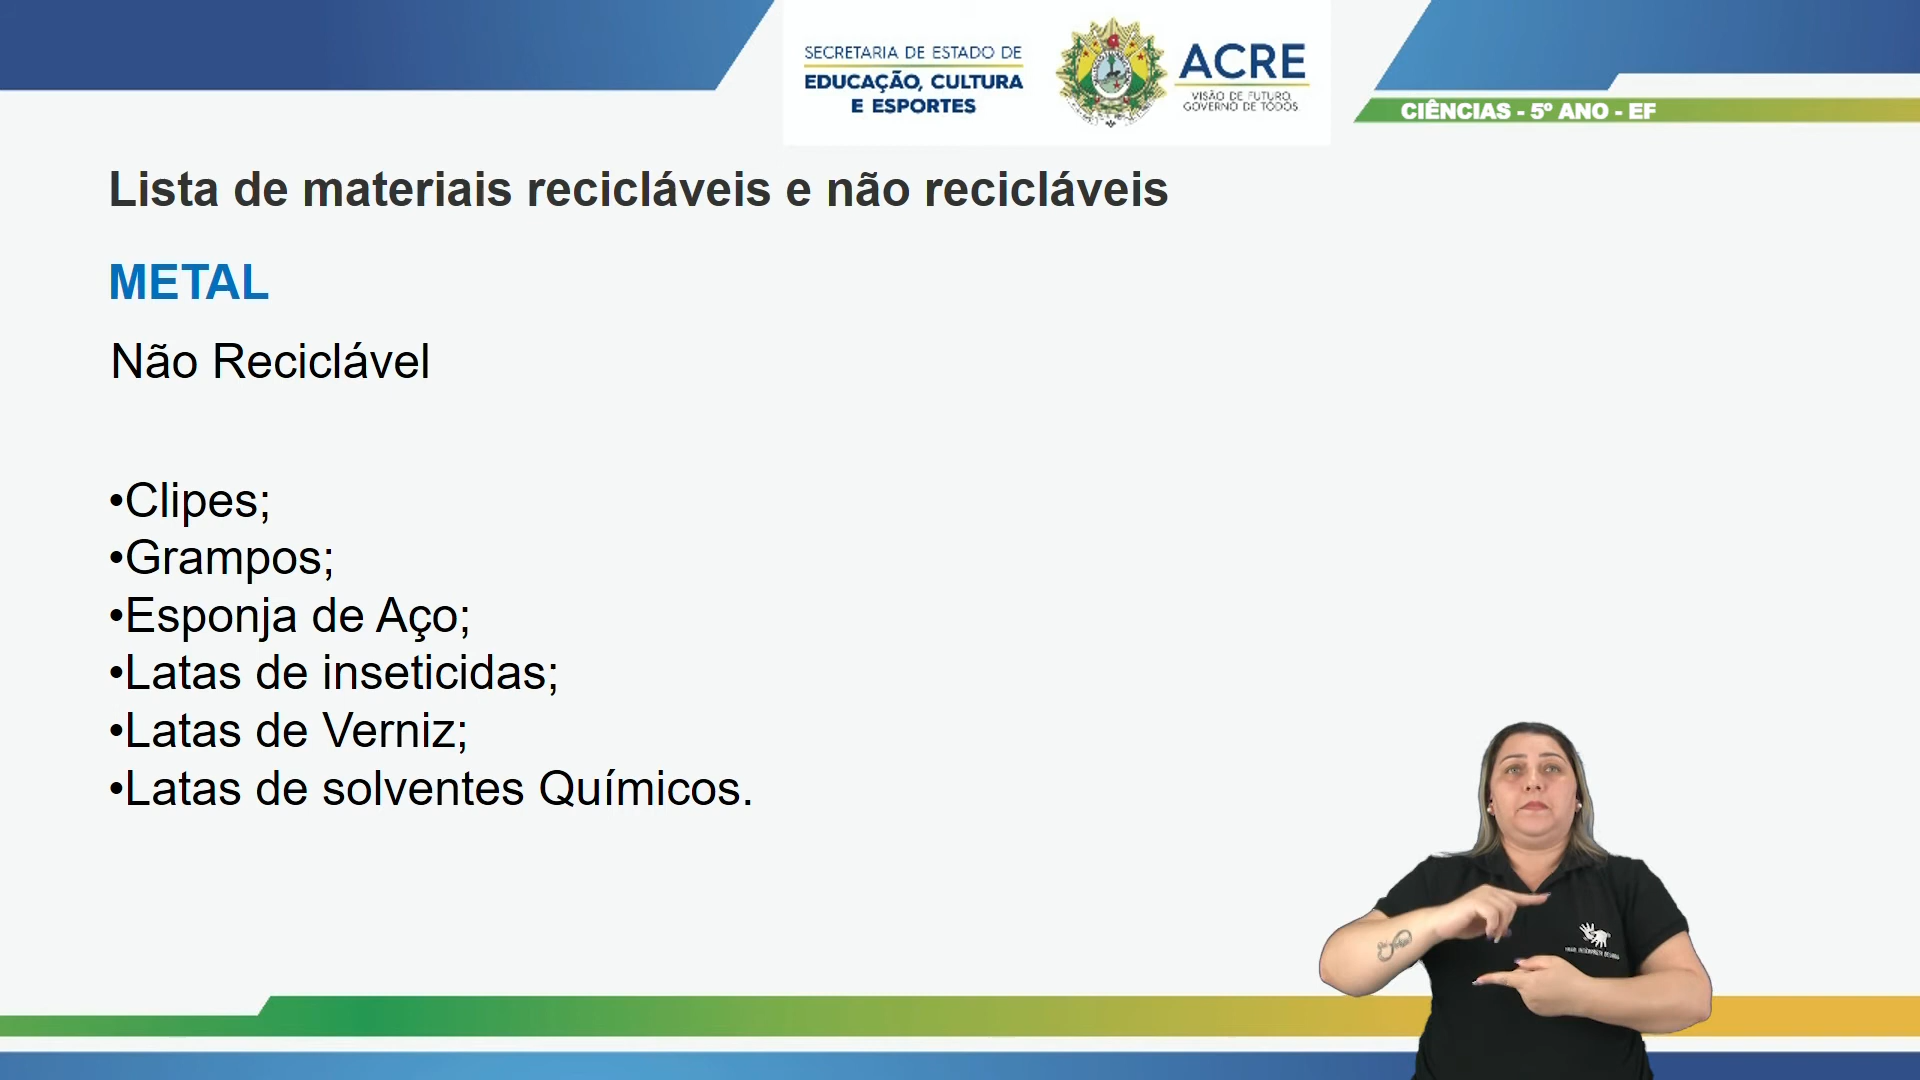 SECRETARIA DE ESTADO DE
EDUCAÇÃO, CULTURA
E ESPORTES
ACRE
VISÃO DE FUTURO,
GOVERNO DE TODOS
CIÊNCIAS - 5º ANO - EF
Lista de materiais recicláveis e não recicláveis
METAL
Não Reciclável
•Clipes;
•Grampos;
•Esponja de Aço;
•Latas de inseticidas;
•Latas de Verniz;
•Latas de solventes Químicos.